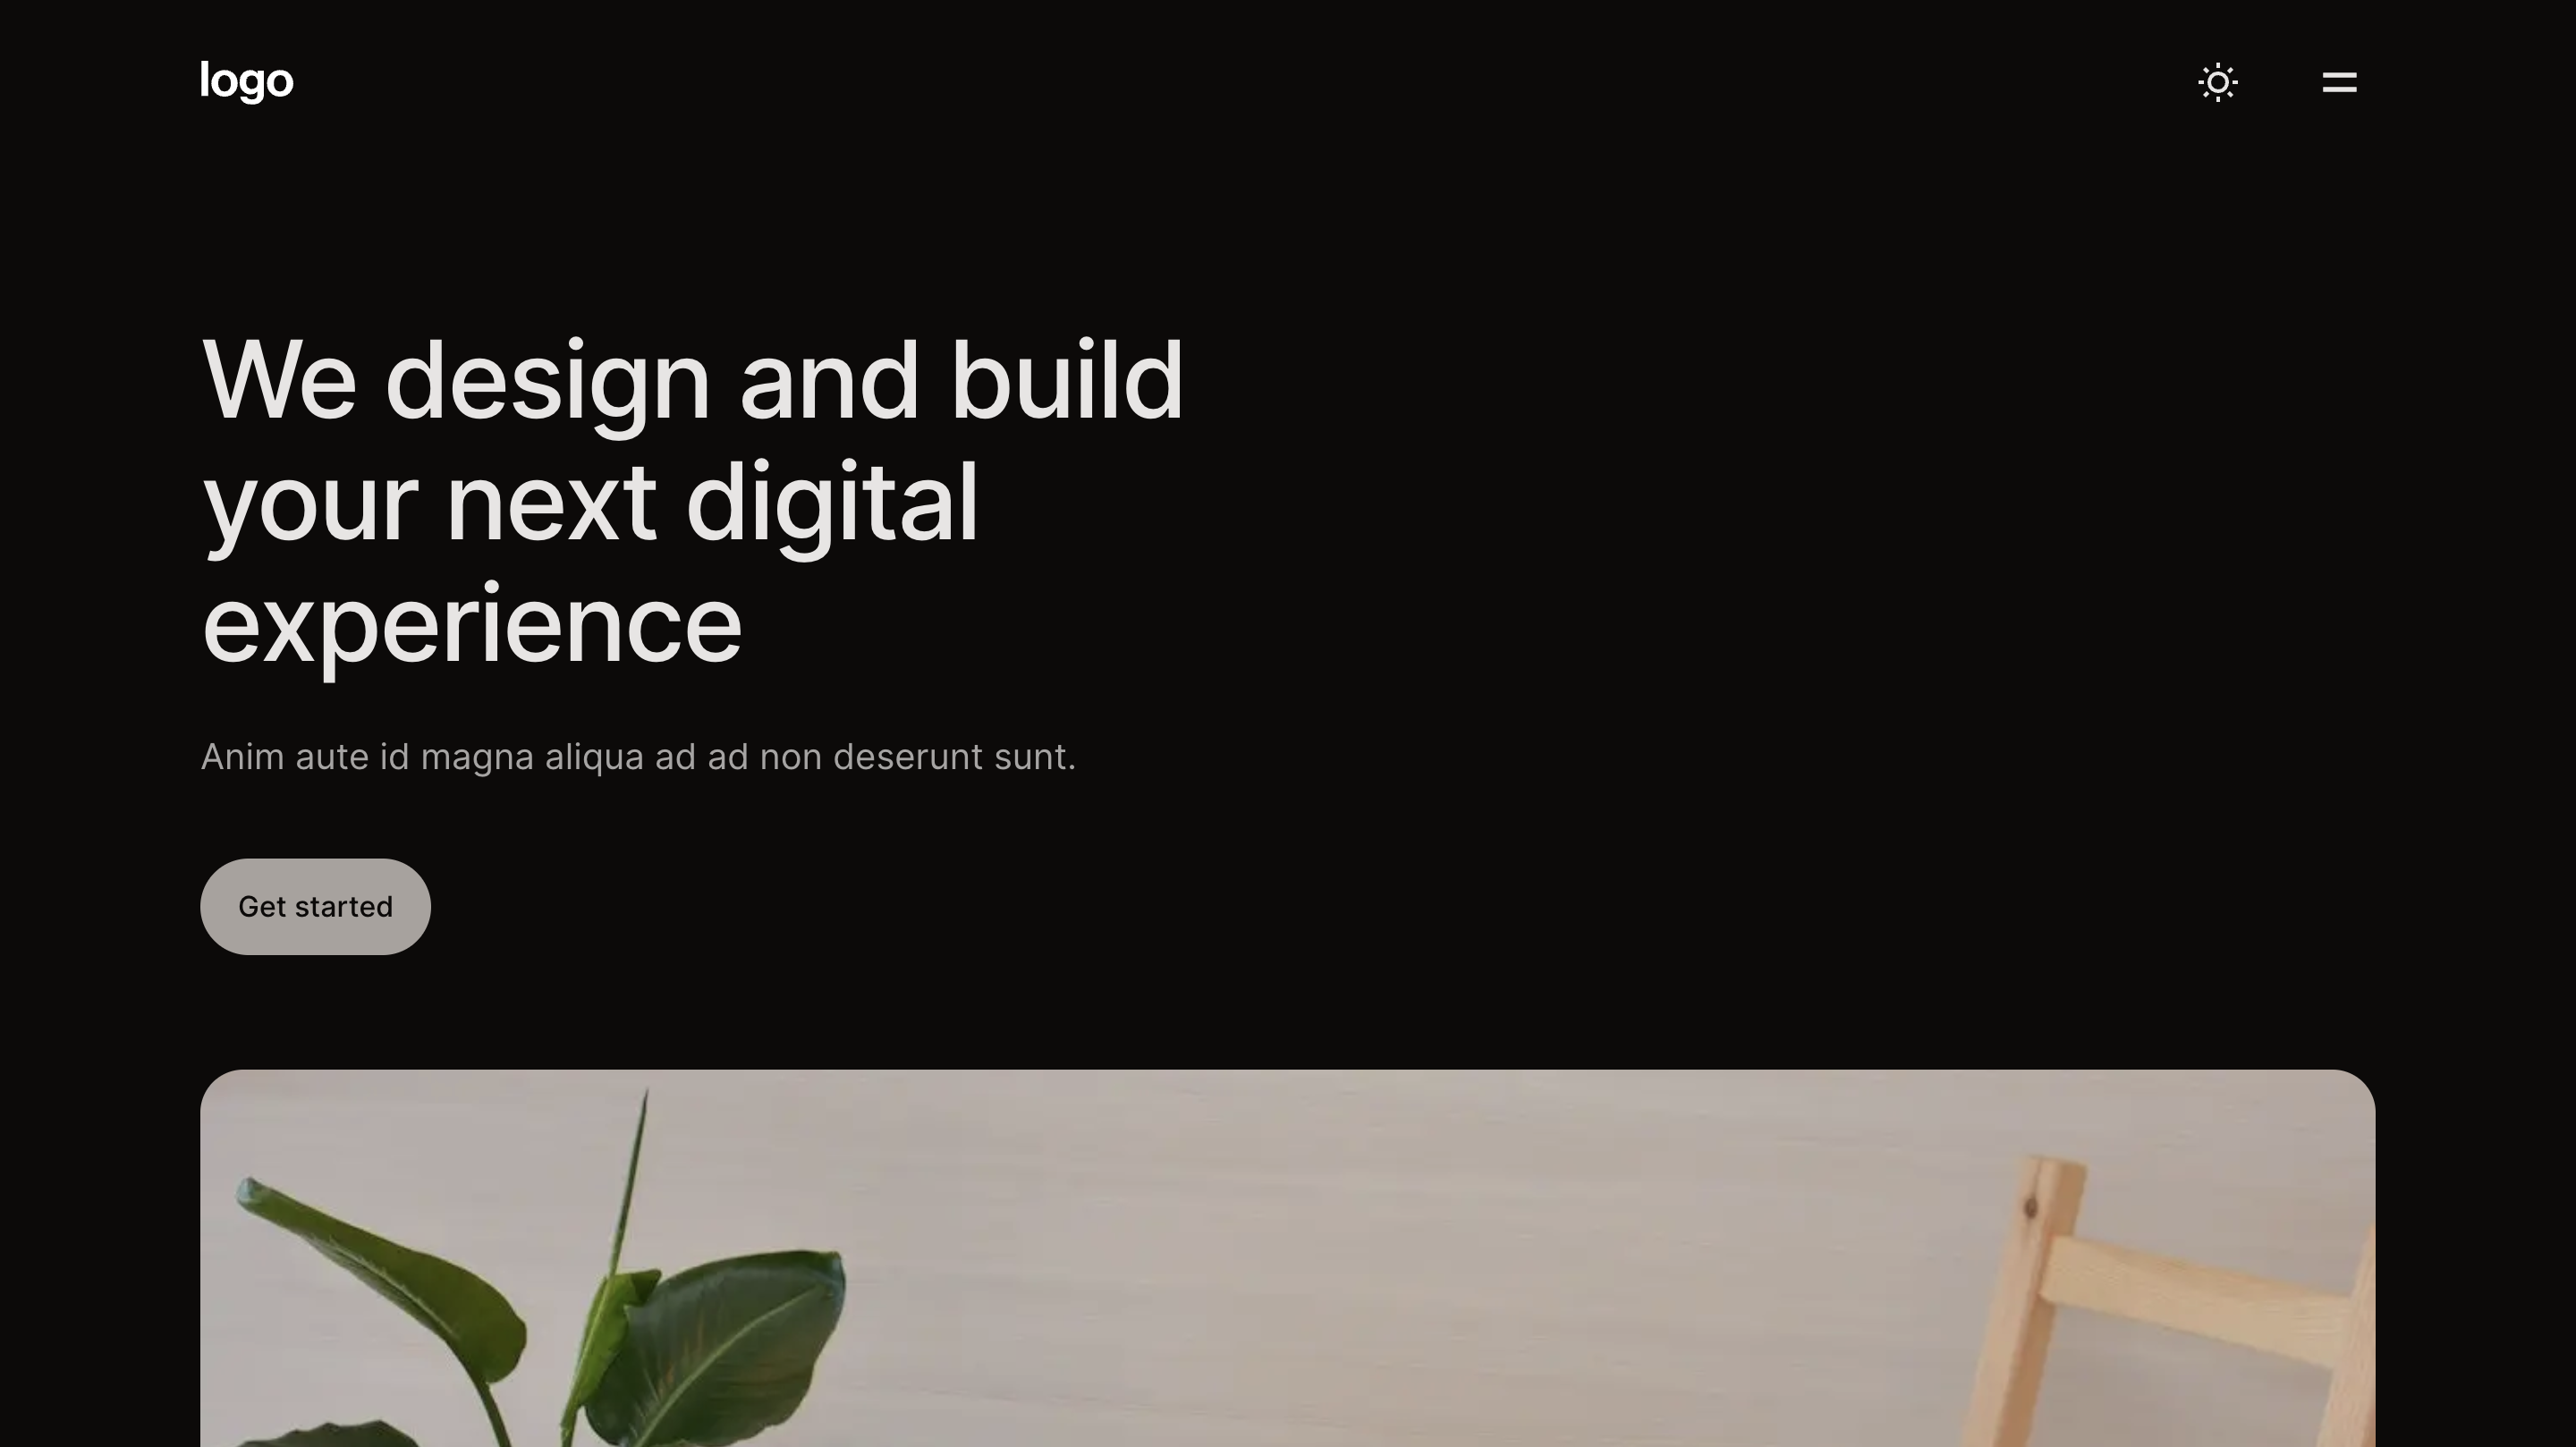 logo
We design and build
your next digital
experience
Anim aute id magna aliqua ad ad non deserunt sunt.
Get started